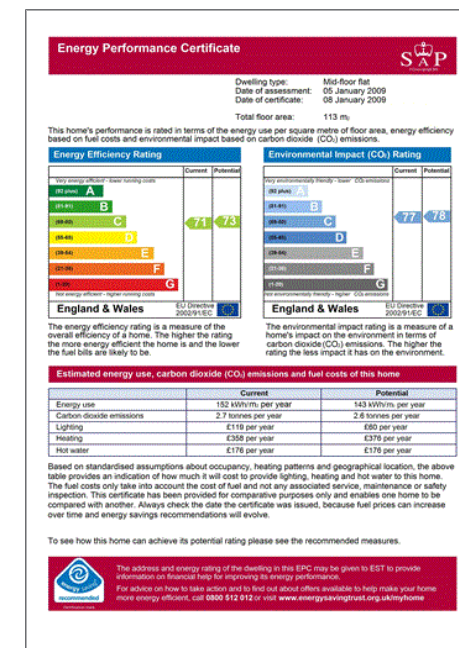 Energy Performance Certificate
SAP
Dwelling type: Mid-floor flat
Date of assessment: 05 January 2009
Date of certificate: 08 January 2009
Total floor area: 113 m₂
This home's performance is rated in terms of the energy use per square metre of floor area, energy efficiency
based on fuel costs and environmental impact based on carbon dioxide (CO₂) emissions.
Energy Efficiency Rating
Current Potential
Very energy efficient - lower running costs
(92 plus) A
(81-91) B
(69-80) C
71 73
(55-68) D
(39-54) E
(21-38) F
(1-20) G
Not energy efficient - higher running costs
England & Wales
EU Directive
2002/91/EC
Environmental Impact (CO₂) Rating
Current Potential
Very environmentally friendly - lower CO₂ emissions
(92 plus) A
(81-91) B
(69-80) C
77 78
(55-68) D
(39-54) E
(21-38) F
(1-20) G
Not environmentally friendly - higher CO₂ emissions
England & Wales
EU Directive
2002/91/EC
The energy efficiency rating is a measure of the
overall efficiency of a home. The higher the rating
the more energy efficient the home is and the lower
the fuel bills are likely to be.
The environmental impact rating is a measure of a
home's impact on the environment in terms of
carbon dioxide (CO₂) emissions. The higher the
rating the less impact it has on the environment.
Estimated energy use, carbon dioxide (CO₂) emissions and fuel costs of this home
Current Potential
Energy use 152 kWh/m₂ per year 143 kWh/m₂ per year
Carbon dioxide emissions 2.7 tonnes per year 2.6 tonnes per year
Lighting £119 per year £60 per year
Heating £358 per year £376 per year
Hot water £176 per year £176 per year
Based on standardised assumptions about occupancy, heating patterns and geographical location, the above
table provides an indication of how much it will cost to provide lighting, heating and hot water to this home.
The fuel costs only take into account the cost of fuel and not any associated service, maintenance or safety
inspection. This certificate has been provided for comparative purposes only and enables one home to be
compared with another. Always check the date the certificate was issued, because fuel prices can increase
over time and energy savings recommendations will evolve.
To see how this home can achieve its potential rating please see the recommended measures.
energy saving
recommended
Certification mark
The address and energy rating of the dwelling in this EPC may be given to EST to provide
information on financial help for improving its energy performance.
For advice on how to take action and to find out about offers available to help make your home
more energy efficient, call 0800 512 012 or visit www.energysavingtrust.org.uk/myhome